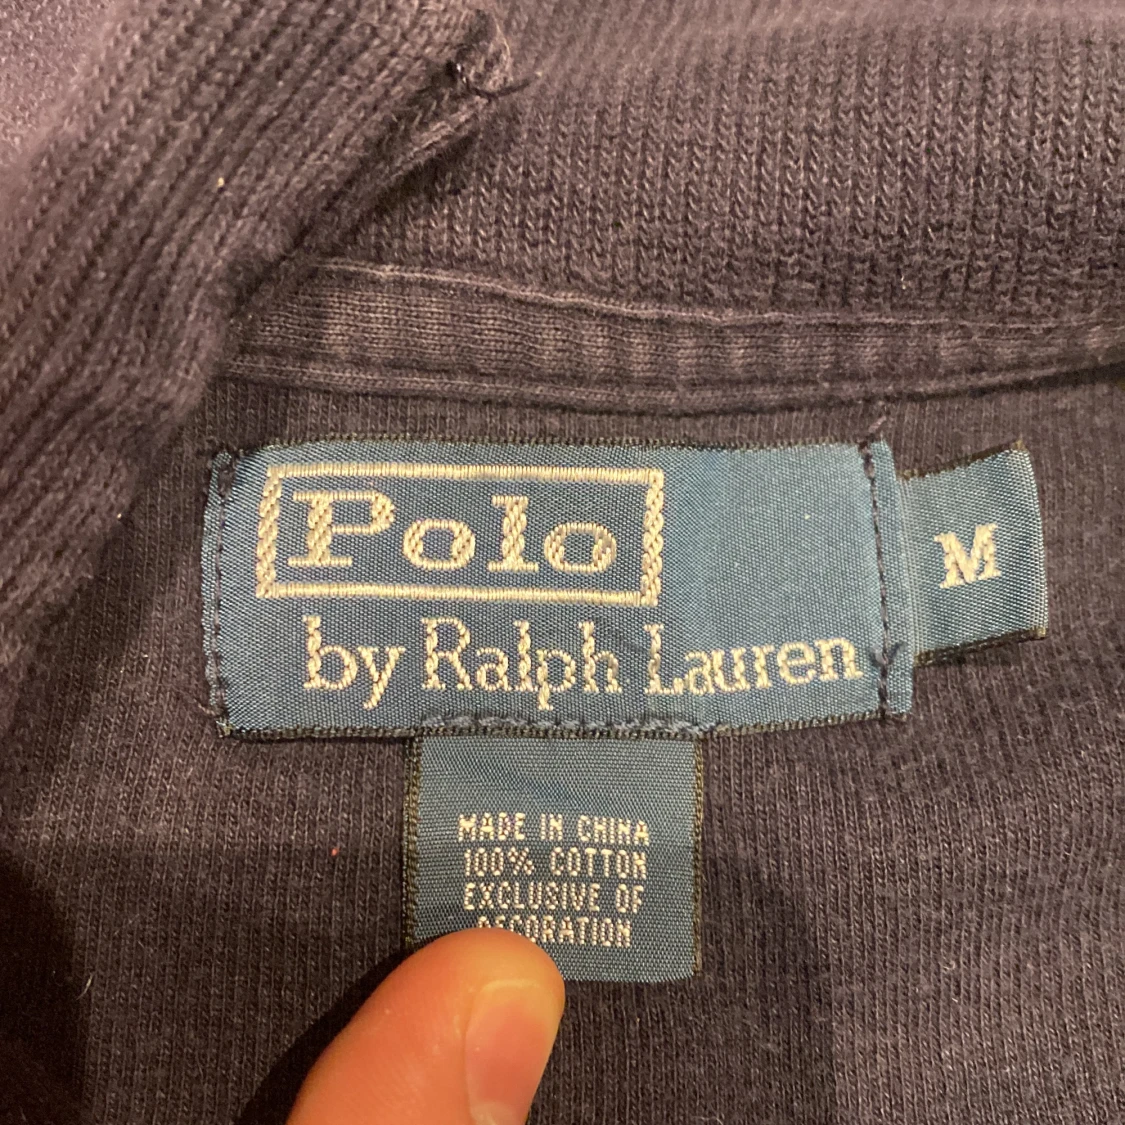 Polo
by Ralph Lauren
M
MADE IN CHINA
100% COTTON
EXCLUSIVE OF
DECORATION